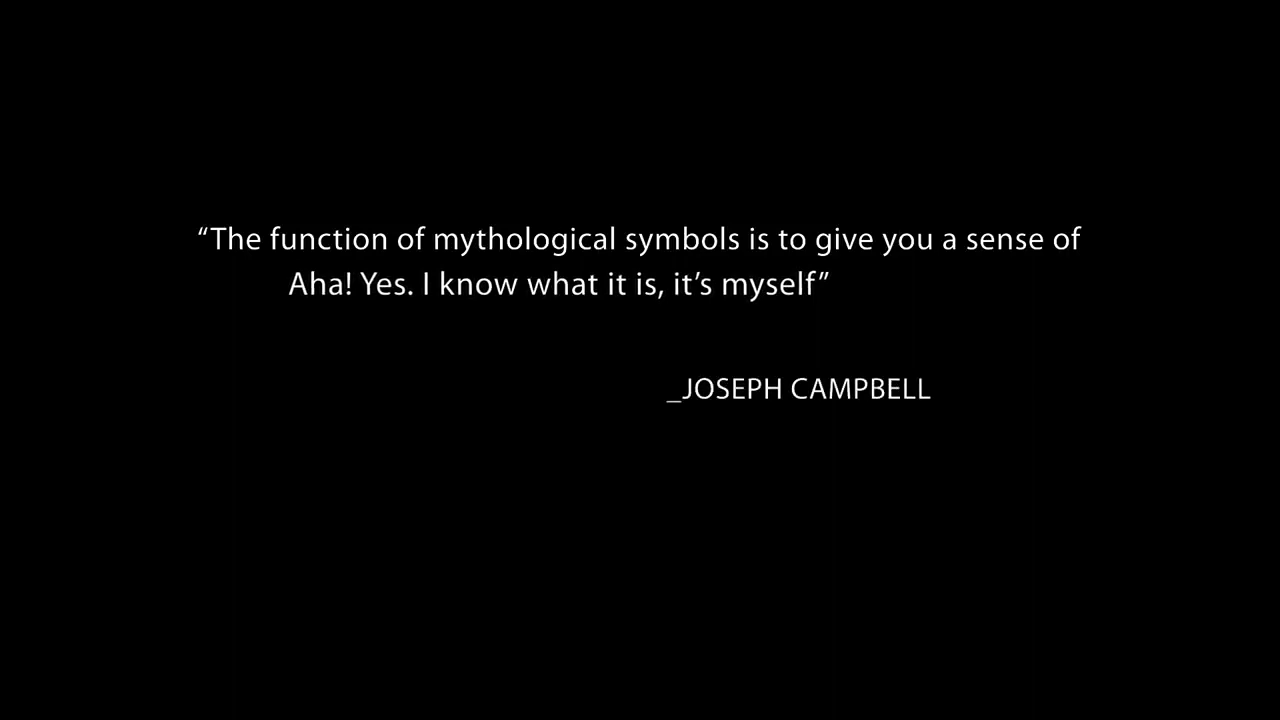 “The function of mythological symbols is to give you a sense of
Aha! Yes. I know what it is, it’s myself”
_JOSEPH CAMPBELL